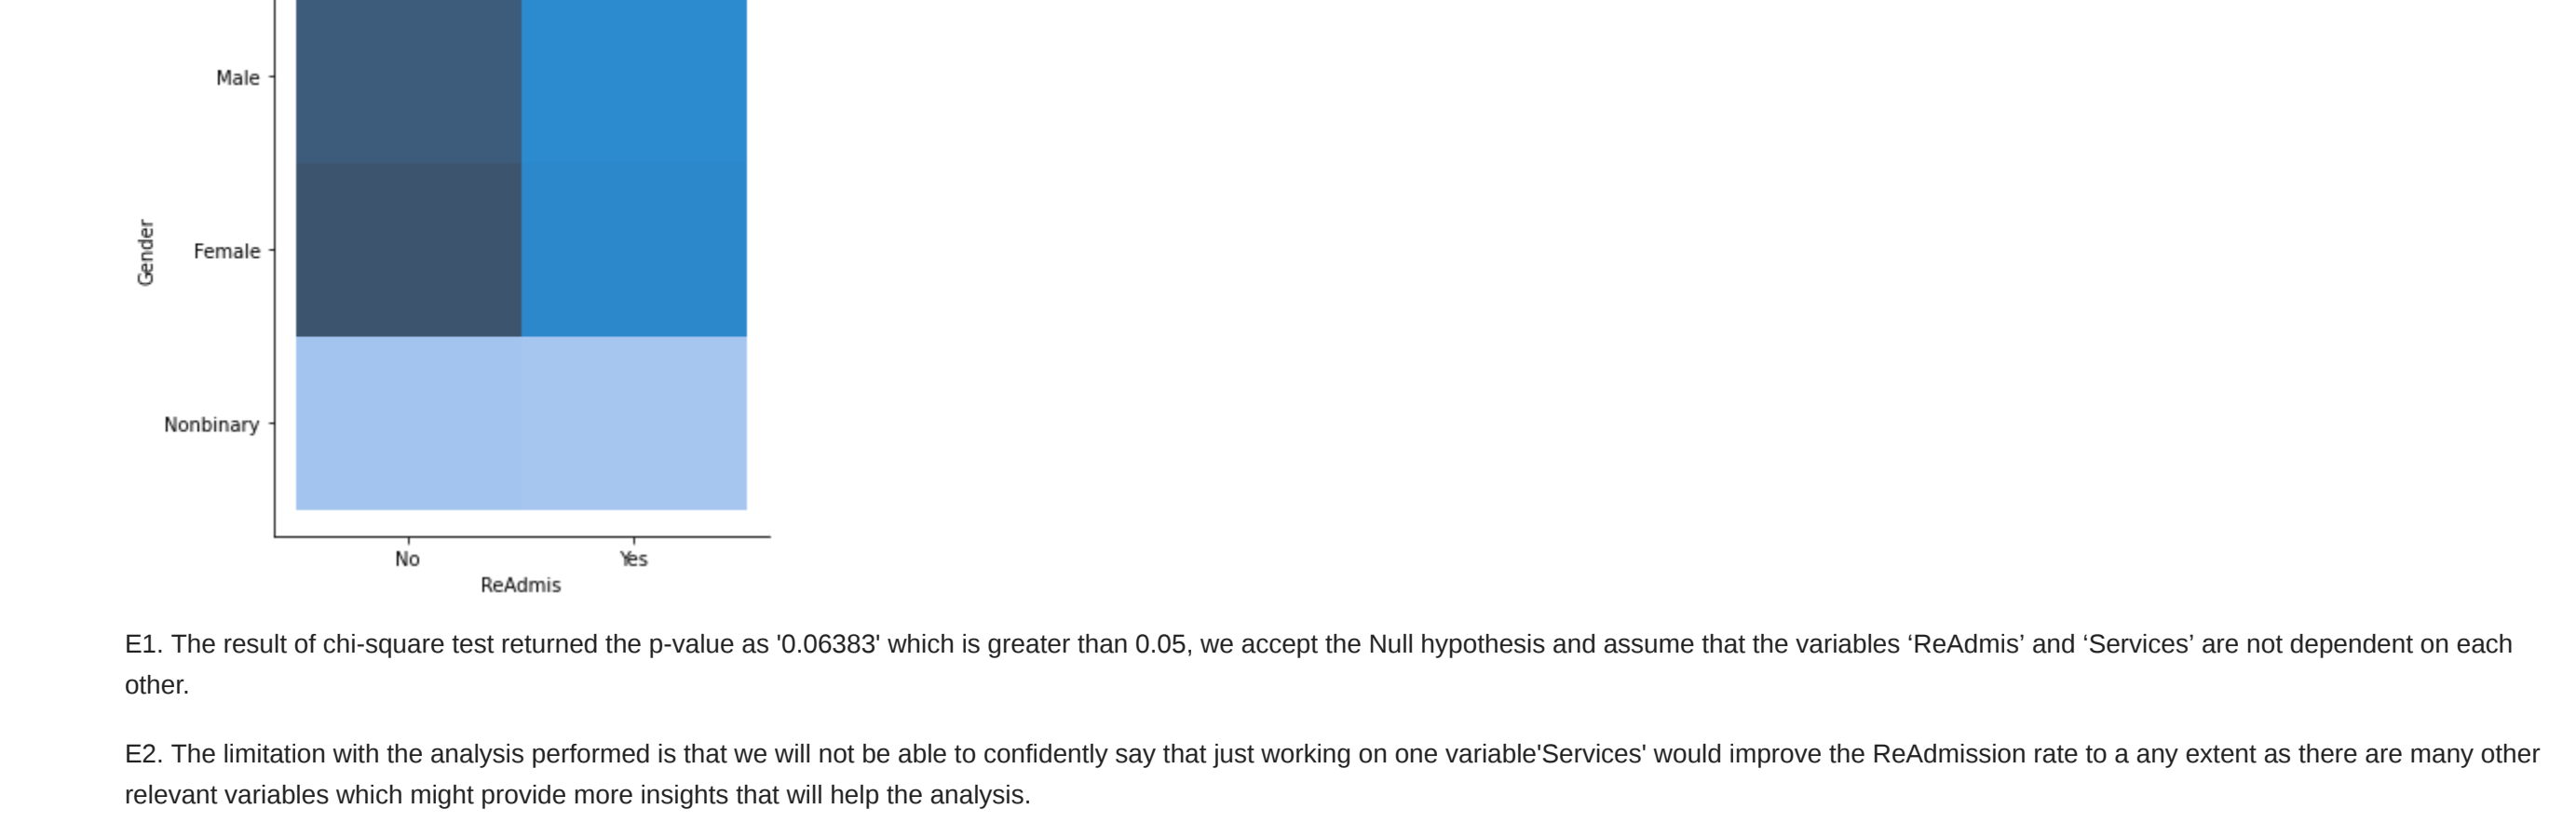 Male
Female
Gender
Nonbinary
No Yes
ReAdmis
E1. The result of chi-square test returned the p-value as '0.06383' which is greater than 0.05, we accept the Null hypothesis and assume that the variables ‘ReAdmis’ and ‘Services’ are not dependent on each
other.
E2. The limitation with the analysis performed is that we will not be able to confidently say that just working on one variable'Services' would improve the ReAdmission rate to a any extent as there are many other
relevant variables which might provide more insights that will help the analysis.